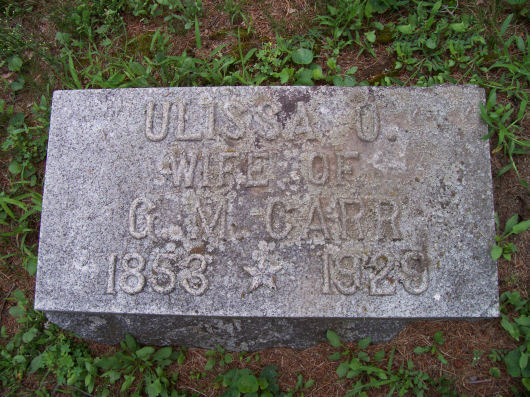 ULISSA O.
WIFE OF
G. M. CARR
1853 1929